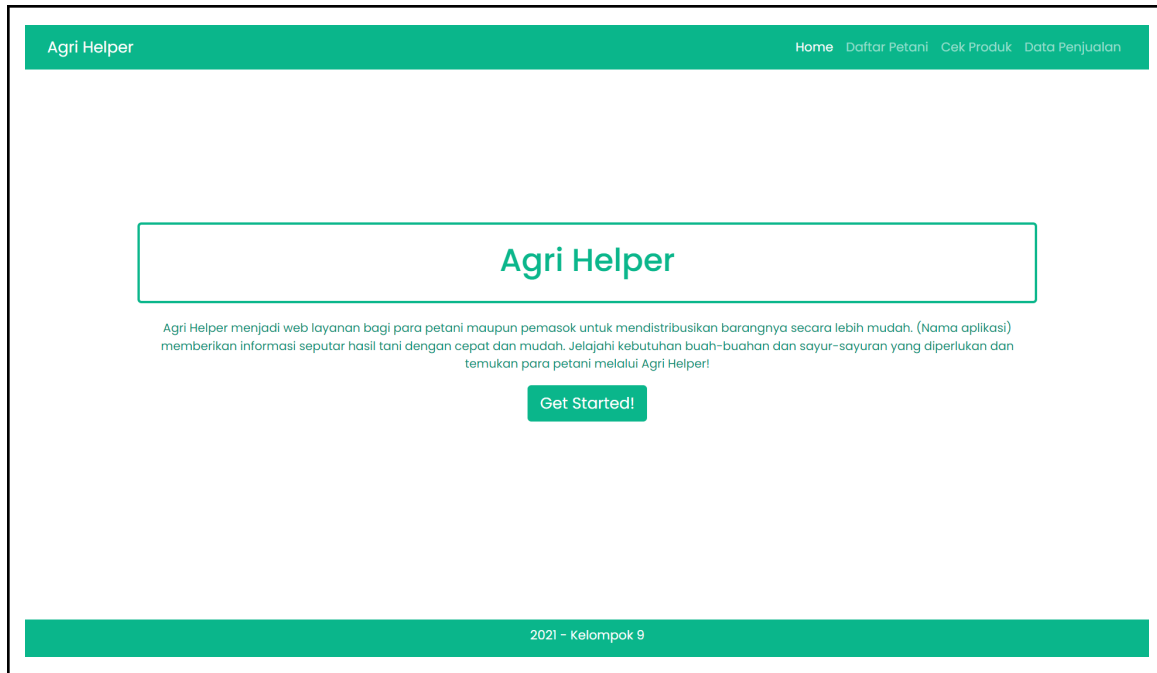 Agri Helper
Home Daftar Petani Cek Produk Data Penjualan
Agri Helper
Agri Helper menjadi web layanan bagi para petani maupun pemasok untuk mendistribusikan barangnya secara lebih mudah. (Nama aplikasi)
memberikan informasi seputar hasil tani dengan cepat dan mudah. Jelajahi kebutuhan buah-buahan dan sayur-sayuran yang diperlukan dan
temukan para petani melalui Agri Helper!
Get Started!
2021 - Kelompok 9